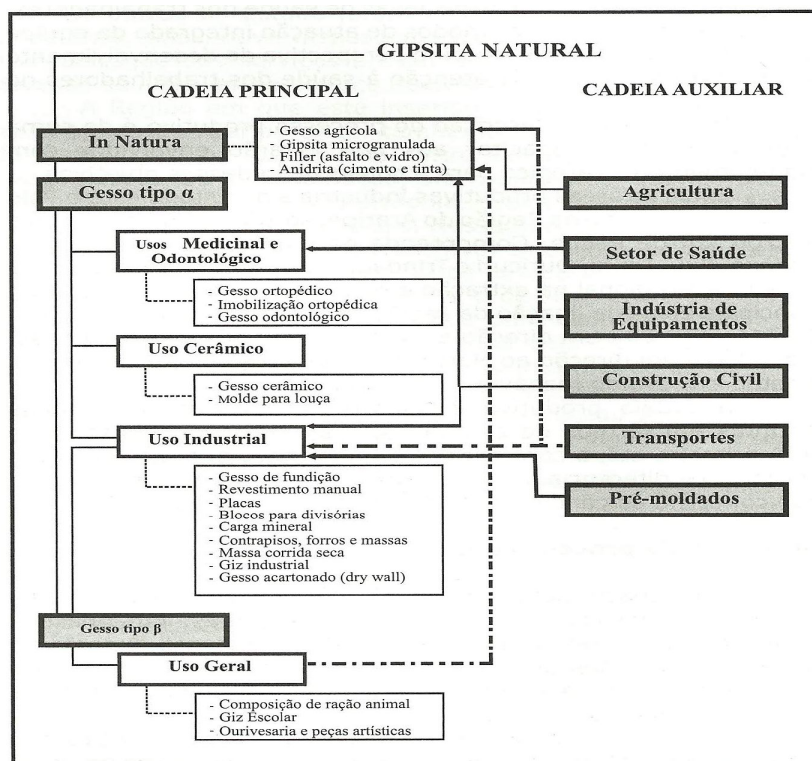 GIPSITA NATURAL
CADEIA PRINCIPAL
CADEIA AUXILIAR
In Natura
- Gesso agrícola
- Gipsita microgranulada
- Filler (asfalto e vidro)
- Anidrita (cimento e tinta)
Gesso tipo α
Agricultura
Usos Medicinal e
Odontológico
Setor de Saúde
- Gesso ortopédico
- Imobilização ortopédica
- Gesso odontológico
Indústria de
Equipamentos
Uso Cerâmico
- Gesso cerâmico
- Molde para louça
Construção Civil
Uso Industrial
Transportes
- Gesso de fundição
- Revestimento manual
- Placas
- Blocos para divisórias
- Carga mineral
- Contrapisos, forros e massas
- Massa corrida seca
- Giz industrial
- Gesso acartonado (dry wall)
Pré-moldados
Gesso tipo β
Uso Geral
- Composição de ração animal
- Giz Escolar
- Ourivesaria e peças artísticas